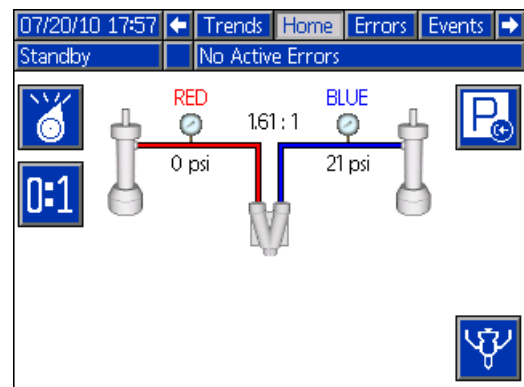 07/20/10 17:57 Trends Home Errors Events
Standby No Active Errors
RED BLUE
1.61 : 1
0 psi 21 psi
P
0:1